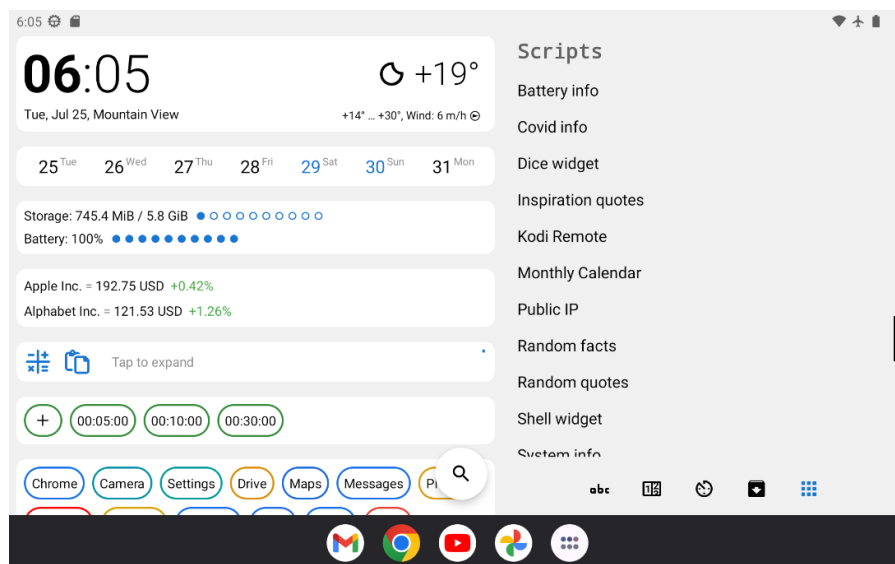 6:05
06:05
+19°
Tue, Jul 25, Mountain View
+14° … +30°, Wind: 6 m/h
25 Tue 26 Wed 27 Thu 28 Fri 29 Sat 30 Sun 31 Mon
Storage: 745.4 MiB / 5.8 GiB
Battery: 100%
Apple Inc. = 192.75 USD +0.42%
Alphabet Inc. = 121.53 USD +1.26%
Tap to expand
+ 00:05:00 00:10:00 00:30:00
Chrome Camera Settings Drive Maps Messages
Scripts
Battery info
Covid info
Dice widget
Inspiration quotes
Kodi Remote
Monthly Calendar
Public IP
Random facts
Random quotes
Shell widget
System info
abc